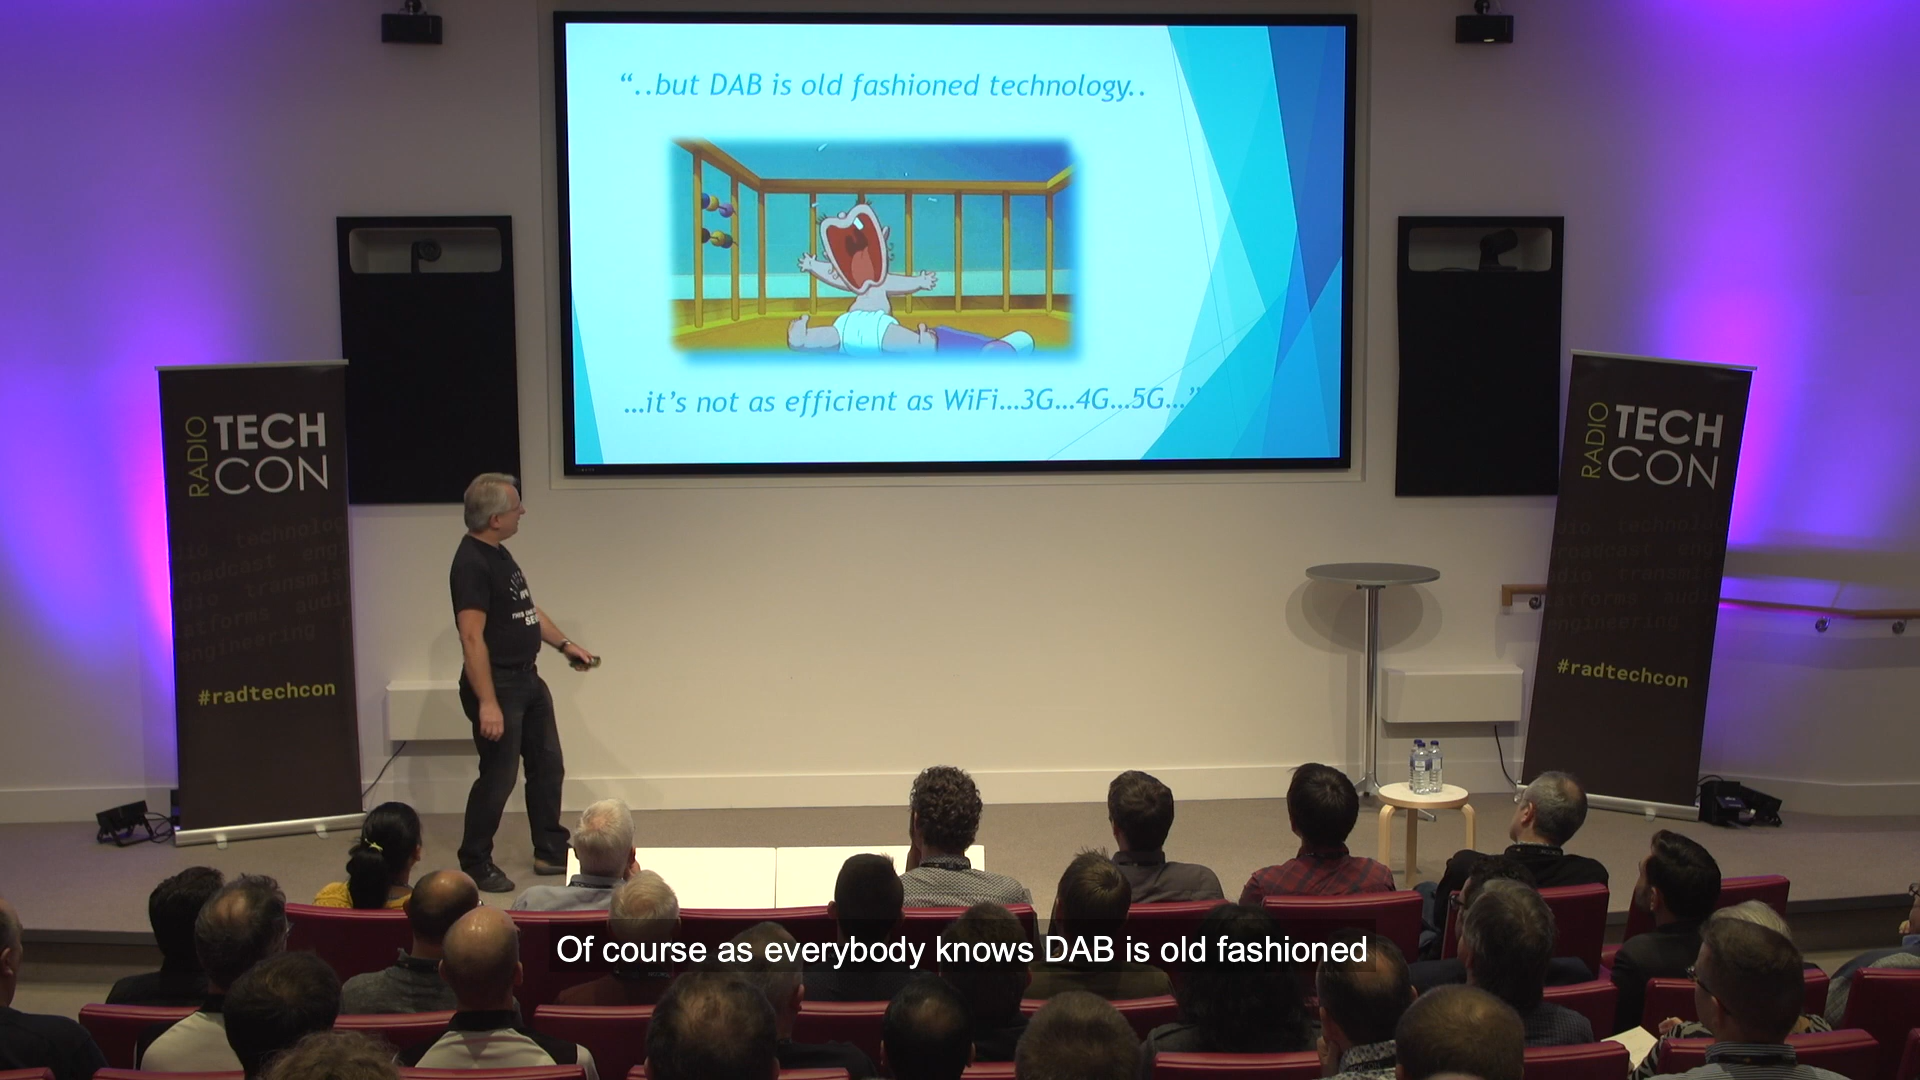 “..but DAB is old fashioned technology..
…it’s not as efficient as WiFi…3G…4G…5G…”
RADIO
TECH
CON
#radtechcon
RADIO
TECH
CON
#radtechcon
Of course as everybody knows DAB is old fashioned